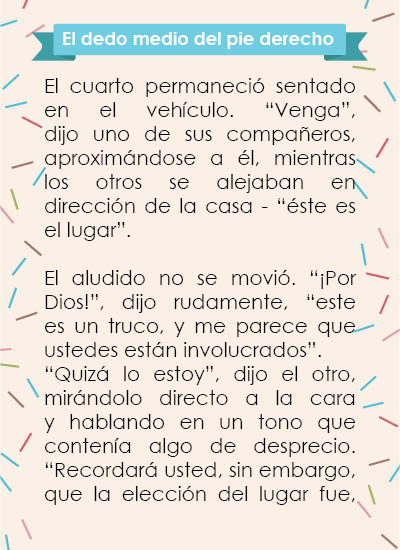 El dedo medio del pie derecho
El cuarto permaneció sentado
en el vehículo. “Venga”,
dijo uno de sus compañeros,
aproximándose a él, mientras
los otros se alejaban en
dirección de la casa - “éste es
el lugar”.
El aludido no se movió. “¡Por
Dios!”, dijo rudamente, “este
es un truco, y me parece que
ustedes están involucrados”.
“Quizá lo estoy”, dijo el otro,
mirándolo directo a la cara
y hablando en un tono que
contenía algo de desprecio.
“Recordará usted, sin embargo,
que la elección del lugar fue,